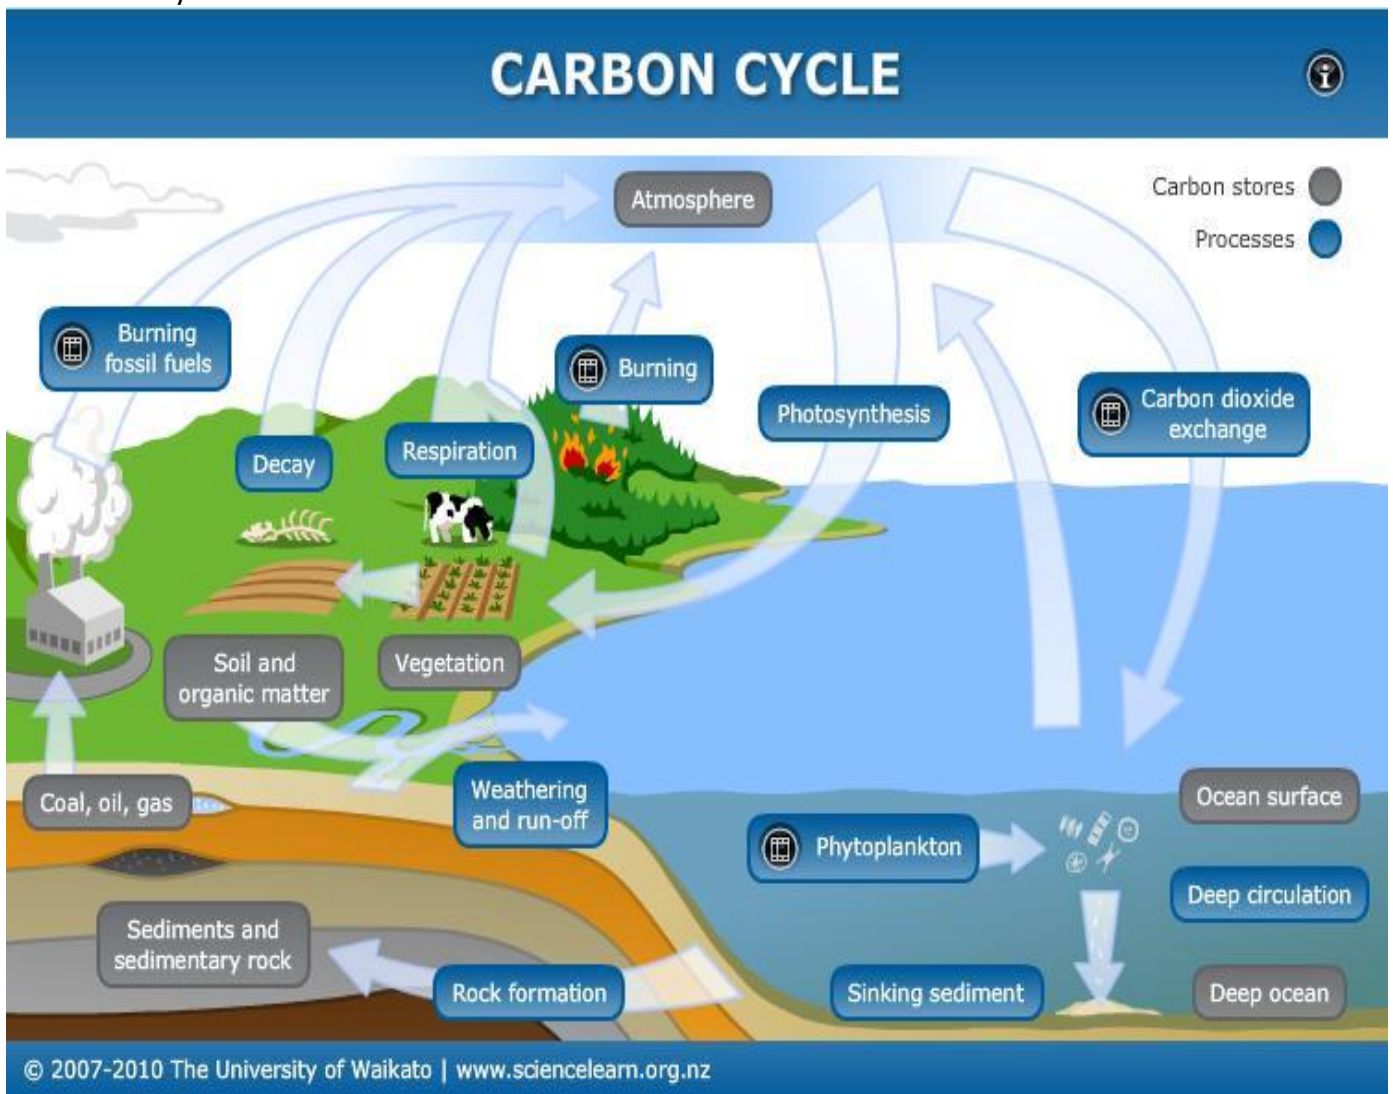 CARBON CYCLE
Atmosphere
Carbon stores
Processes
Burning
fossil fuels
Burning
Photosynthesis
Carbon dioxide
exchange
Decay
Respiration
Soil and
organic matter
Vegetation
Coal, oil, gas
Weathering
and run-off
Ocean surface
Phytoplankton
Deep circulation
Sediments and
sedimentary rock
Rock formation
Sinking sediment
Deep ocean
© 2007-2010 The University of Waikato | www.sciencelearn.org.nz